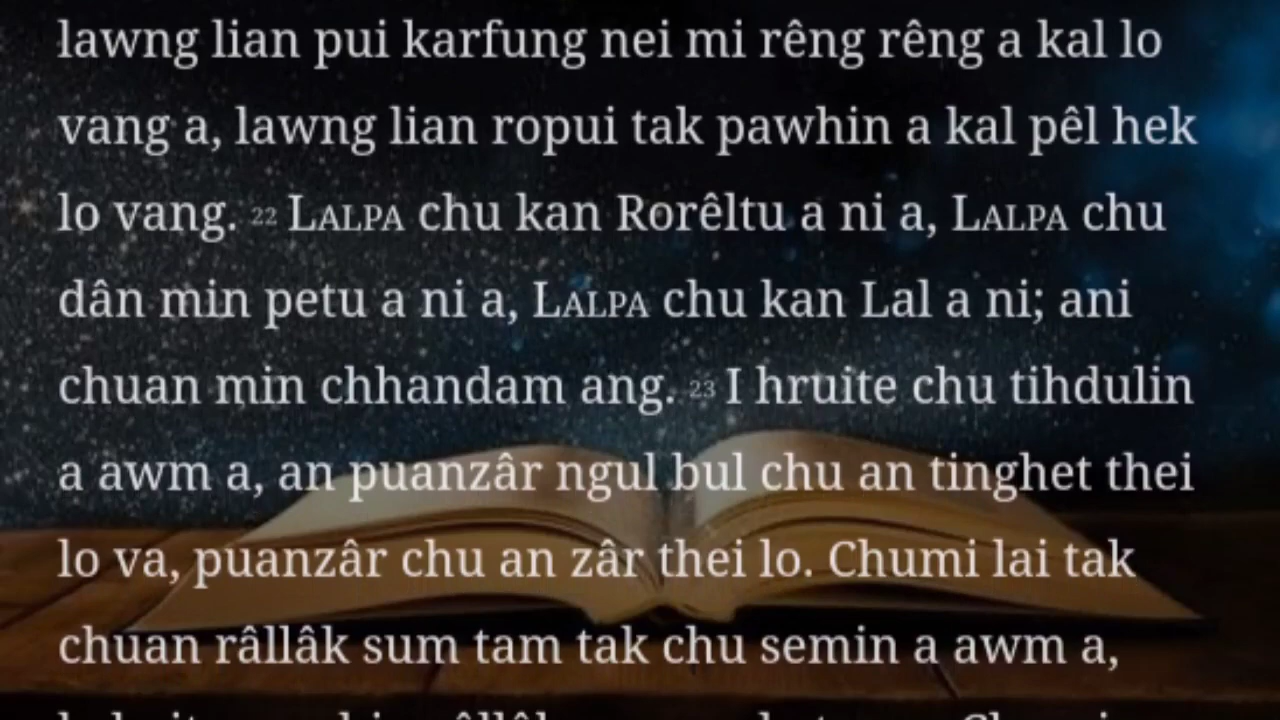 lawng lian pui karfung nei mi rêng rêng a kal lo
vang a, lawng lian ropui tak pawhin a kal pêl hek
lo vang. 22 LALPA chu kan Rorêltu a ni a, LALPA chu
dân min petu a ni a, LALPA chu kan Lal a ni; ani
chuan min chhandam ang. 23 I hruite chu tihdulin
a awm a, an puanzâr ngul bul chu an tinghet thei
lo va, puanzâr chu an zâr thei lo. Chumi lai tak
chuan râllâk sum tam tak chu semin a awm a,